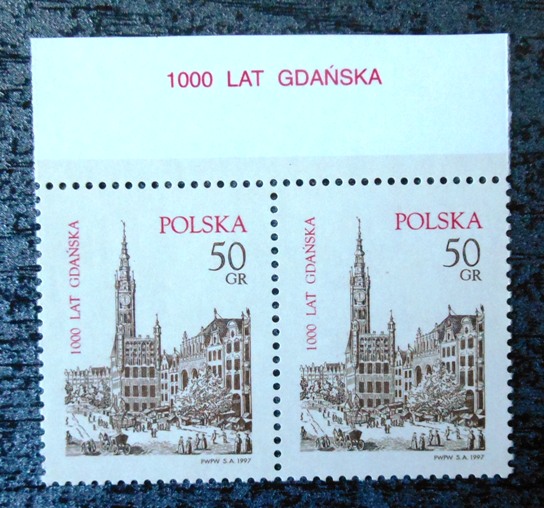 1000 LAT GDAŃSKA
POLSKA
50
GR
1000 LAT GDAŃSKA
PWPW S.A. 1997
POLSKA
50
GR
1000 LAT GDAŃSKA
PWPW S.A. 1997